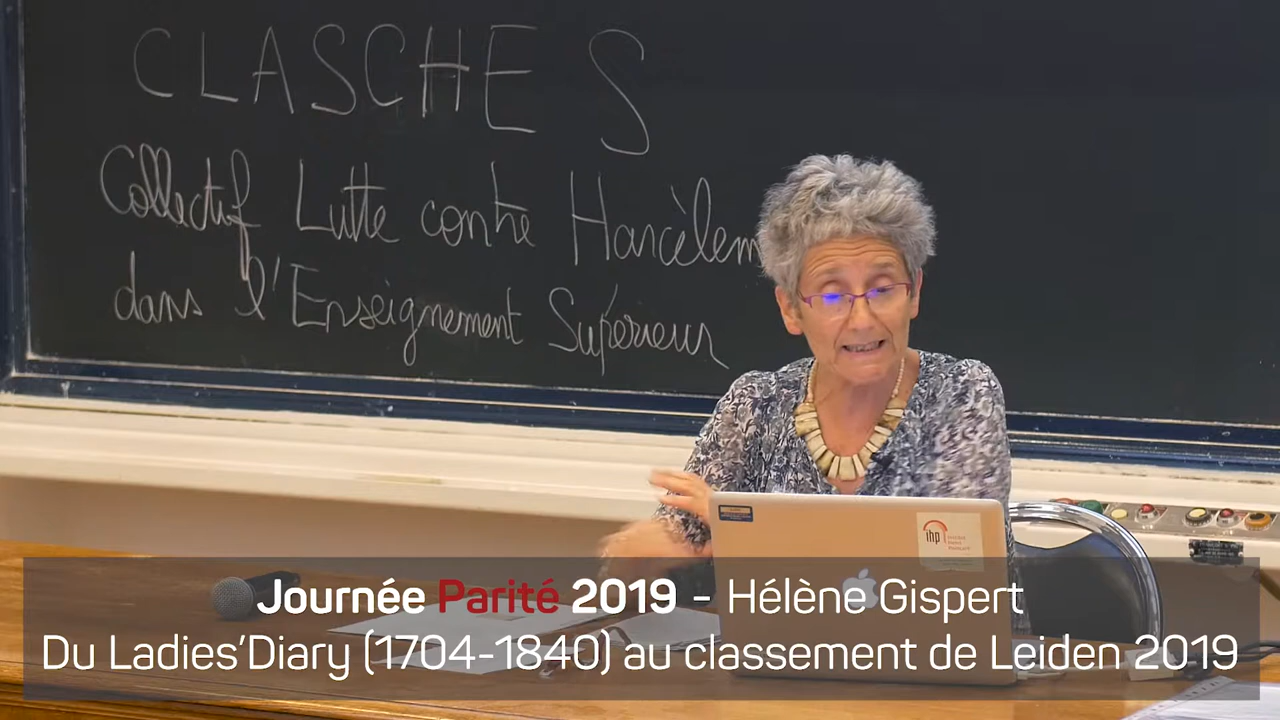 CLASCHES
Collectif Lutte contre Harcèlem
dans l'Enseignement Supérieur
ihp
Journée Parité 2019 - Hélène Gispert
Du Ladies'Diary (1704-1840) au classement de Leiden 2019